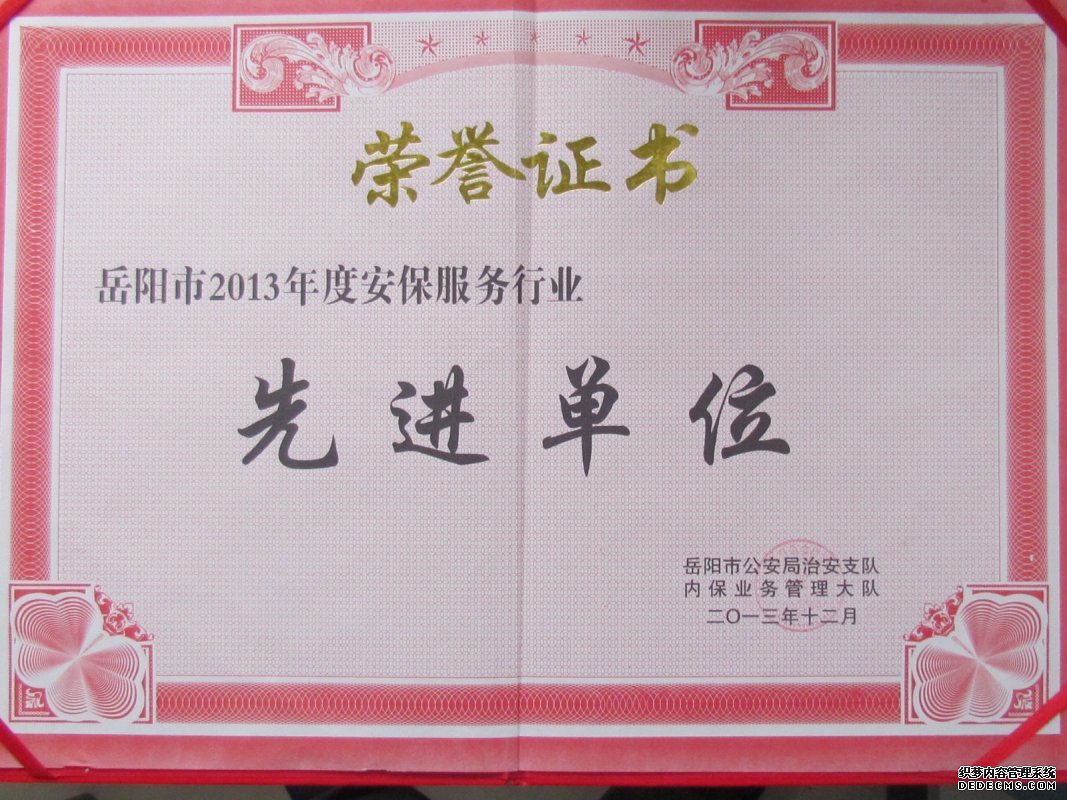 荣誉证书
岳阳市2013年度安保服务行业
先进单位
岳阳市公安局治安支队
内保业务管理大队
二〇一三年十二月
织梦内容管理系统
DEDECMS.COM